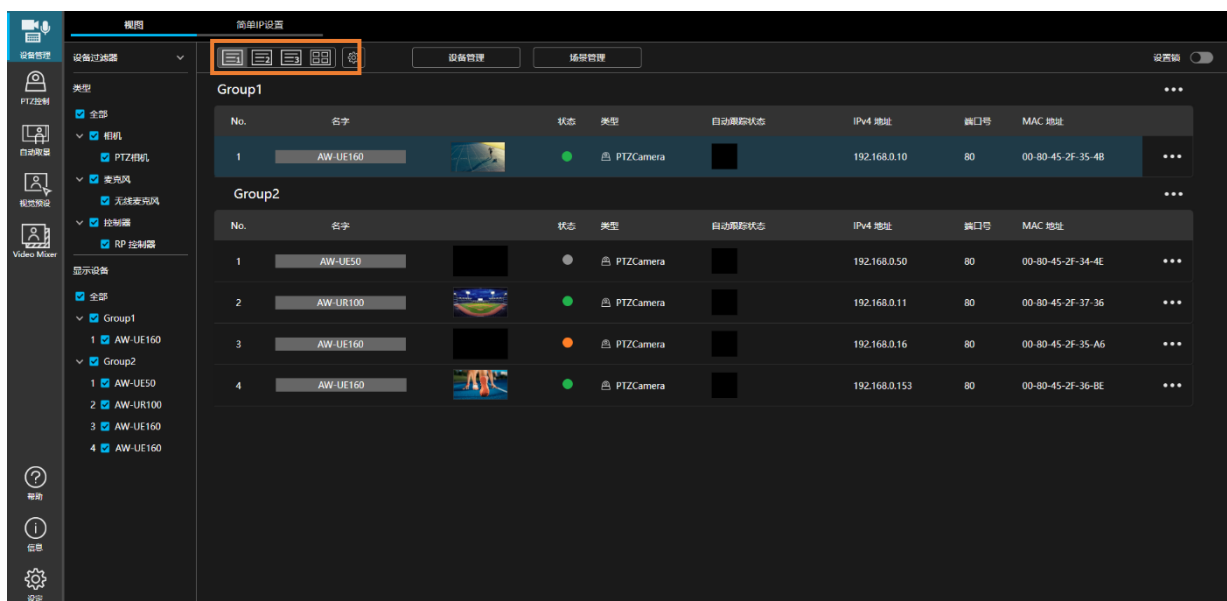 视图 简单IP设置
设备管理
PTZ控制
自动取景
视觉预设
Video Mixer
帮助
信息
设定
设备过滤器
类型
全部
相机
PTZ相机
麦克风
无线麦克风
控制器
RP 控制器
显示设备
全部
Group1
1 AW-UE160
Group2
1 AW-UE50
2 AW-UR100
3 AW-UE160
4 AW-UE160
1 2 3 设备管理 场景管理 设置锁
Group1
No. 名字 状态 类型 自动跟踪状态 IPv4 地址 端口号 MAC 地址
1 AW-UE160 PTZCamera 192.168.0.10 80 00-80-45-2F-35-4B
Group2
No. 名字 状态 类型 自动跟踪状态 IPv4 地址 端口号 MAC 地址
1 AW-UE50 PTZCamera 192.168.0.50 80 00-80-45-2F-34-4E
2 AW-UR100 PTZCamera 192.168.0.11 80 00-80-45-2F-37-36
3 AW-UE160 PTZCamera 192.168.0.16 80 00-80-45-2F-35-A6
4 AW-UE160 PTZCamera 192.168.0.153 80 00-80-45-2F-36-BE